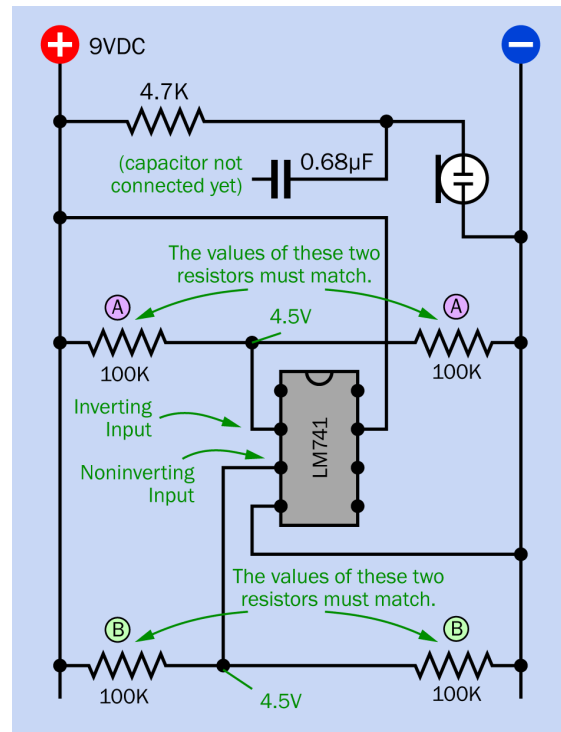 + 9VDC −
4.7K
(capacitor not
connected yet)
0.68µF
The values of these two
resistors must match.
A
A
4.5V
100K
100K
Inverting
Input
Noninverting
Input
LM741
The values of these two
resistors must match.
B
B
100K
4.5V
100K